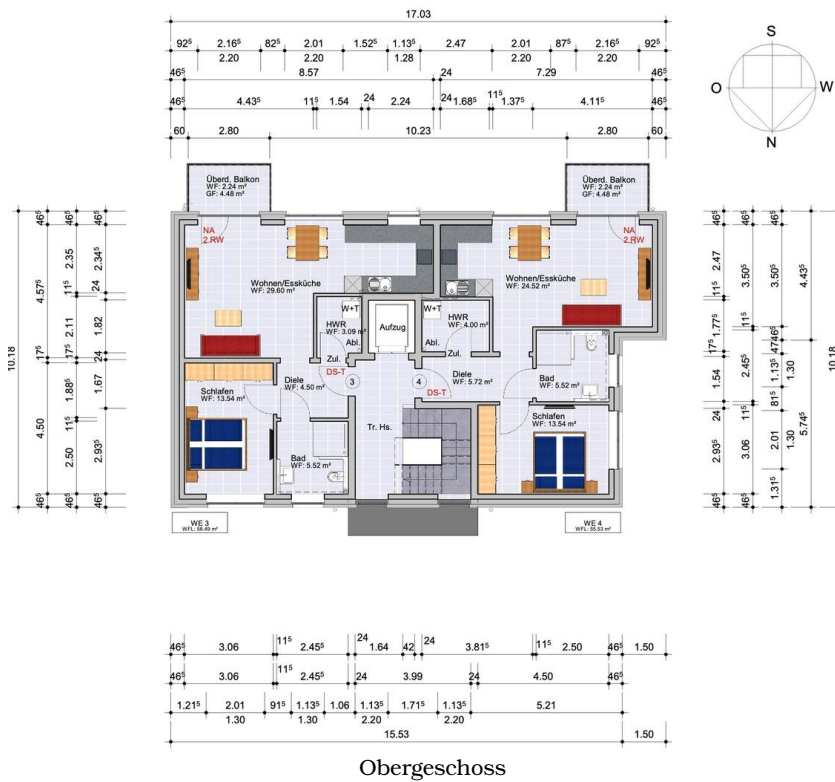 17.03
92⁵ 2.16⁵ 82⁵ 2.01 1.52⁵ 1.13⁵ 2.47 2.01 87⁵ 2.16⁵ 92⁵
2.20 2.20 1.28 2.20 2.20
46⁵ 8.57 24 7.29 46⁵
46⁵ 4.43⁵ 11⁵ 1.54 24 2.24 24 1.68⁵ 11⁵ 1.37⁵ 4.11⁵ 46⁵
60 2.80 10.23 2.80 60
S
O W
N
Überd. Balkon
WF: 2.24 m²
GF: 4.48 m²
Überd. Balkon
WF: 2.24 m²
GF: 4.48 m²
NA
2.RW
NA
2.RW
Wohnen/Essküche
WF: 29.60 m²
Wohnen/Essküche
WF: 24.52 m²
W+T
HWR
WF: 3.09 m²
Abl.
Zul.
Aufzug
W+T
HWR
WF: 4.00 m²
Abl.
Zul.
DS-T
3
4
DS-T
Diele
WF: 4.50 m²
Diele
WF: 5.72 m²
Schlafen
WF: 13.54 m²
Bad
WF: 5.52 m²
Tr. Hs.
Bad
WF: 5.52 m²
Schlafen
WF: 13.54 m²
WE 3
WFL: 58.49 m²
WE 4
WFL: 55.53 m²
10.18
46⁵ 4.57⁵ 17⁵ 4.50 46⁵
46⁵ 2.35 11⁵ 2.11 17⁵ 1.88⁵ 11⁵ 2.50 46⁵
46⁵ 2.34⁵ 24 1.82 24 1.67 2.93⁵ 46⁵
46⁵ 2.47 11⁵ 1.77⁵ 17⁵ 1.54 24 2.93⁵ 46⁵
46⁵ 3.50⁵ 11⁵ 2.45⁵ 11⁵ 3.06 46⁵
46⁵ 3.50⁵ 47 46⁵ 1.13⁵ 81⁵ 2.01 1.31⁵
1.30 1.30
4.43⁵ 5.74⁵
10.18
46⁵ 3.06 11⁵ 2.45⁵ 24 1.64 42 24 3.81⁵ 11⁵ 2.50 46⁵ 1.50
46⁵ 3.06 11⁵ 2.45⁵ 24 3.99 24 4.50 46⁵
1.21⁵ 2.01 91⁵ 1.13⁵ 1.06 1.13⁵ 1.71⁵ 1.13⁵ 5.21
1.30 1.30 2.20 2.20
15.53 1.50
Obergeschoss